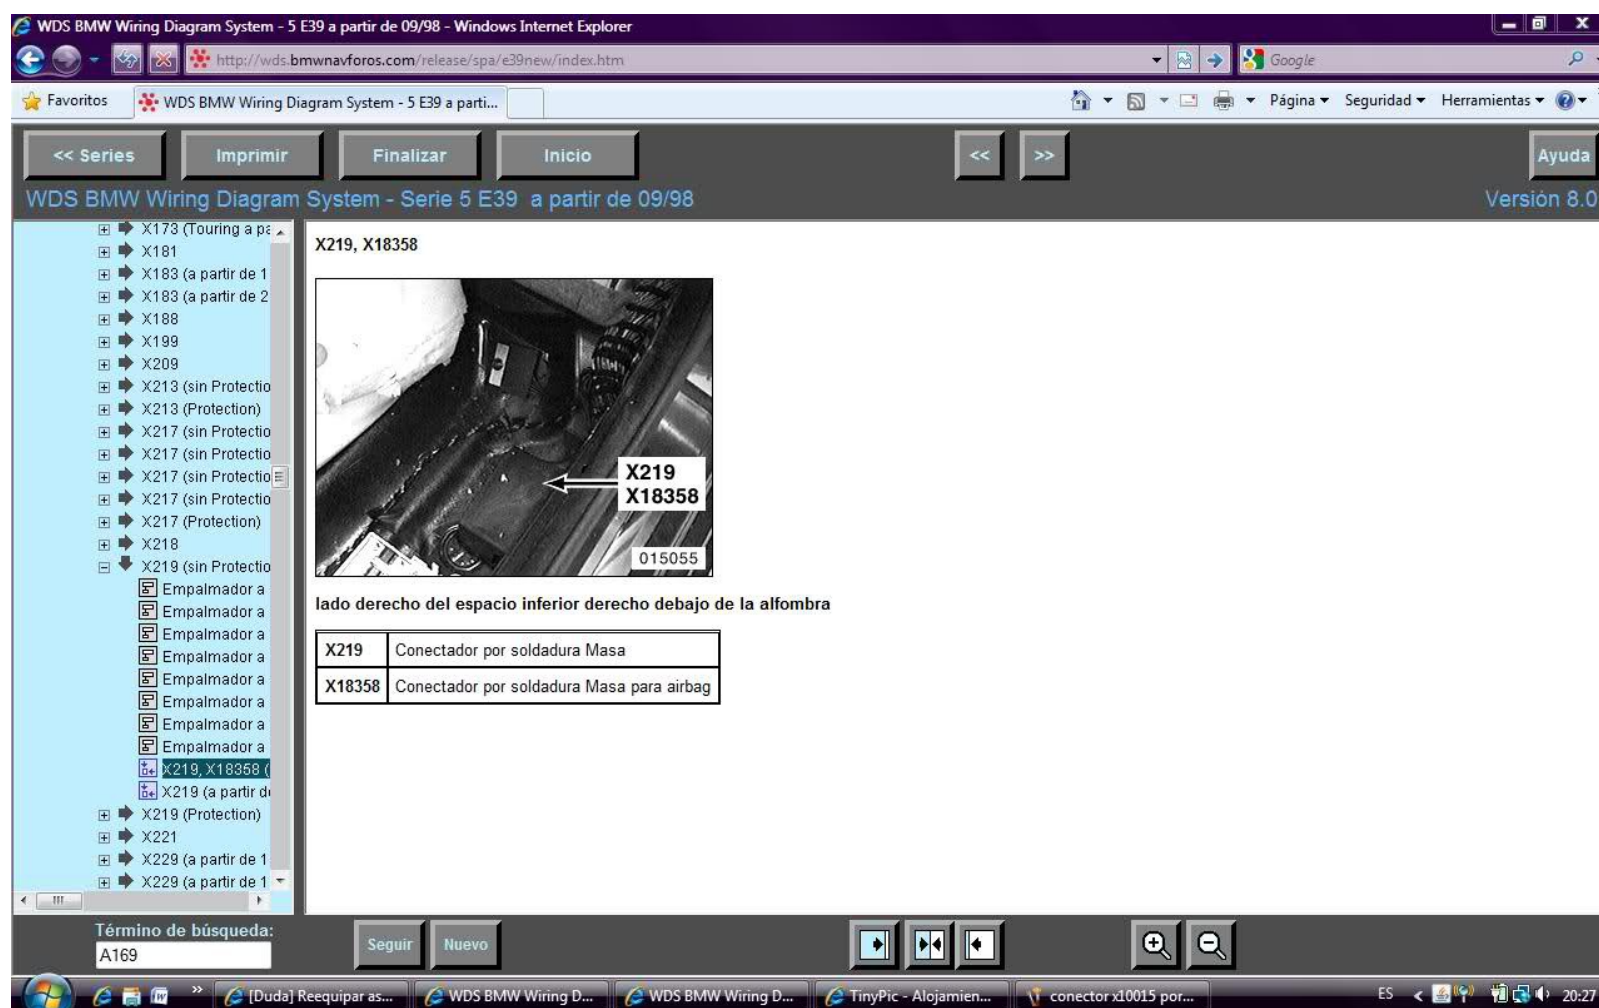 WDS BMW Wiring Diagram System - 5 E39 a partir de 09/98 - Windows Internet Explorer
http://wds.bmwnavforos.com/release/spa/e39new/index.htm
Google
Favoritos
WDS BMW Wiring Diagram System - 5 E39 a parti...
Página
Seguridad
Herramientas
<< Series
Imprimir
Finalizar
Inicio
<<
>>
Ayuda
WDS BMW Wiring Diagram System - Serie 5 E39 a partir de 09/98
Versión 8.0
X173 (Touring a pa
X181
X183 (a partir de 1
X183 (a partir de 2
X188
X199
X209
X213 (sin Protectio
X213 (Protection)
X217 (sin Protectio
X217 (sin Protectio
X217 (sin Protectio
X217 (sin Protectio
X217 (Protection)
X218
X219 (sin Protectio
Empalmador a
Empalmador a
Empalmador a
Empalmador a
Empalmador a
Empalmador a
Empalmador a
Empalmador a
X219, X18358 (
X219 (a partir de
X219 (Protection)
X221
X229 (a partir de 1
X229 (a partir de 1
X219, X18358
X219
X18358
015055
lado derecho del espacio inferior derecho debajo de la alfombra
X219 Conectador por soldadura Masa
X18358 Conectador por soldadura Masa para airbag
Término de búsqueda:
A169
Seguir
Nuevo
[Duda] Reequipar as...
WDS BMW Wiring D...
WDS BMW Wiring D...
TinyPic - Alojamien...
conector x10015 por...
ES
20:27